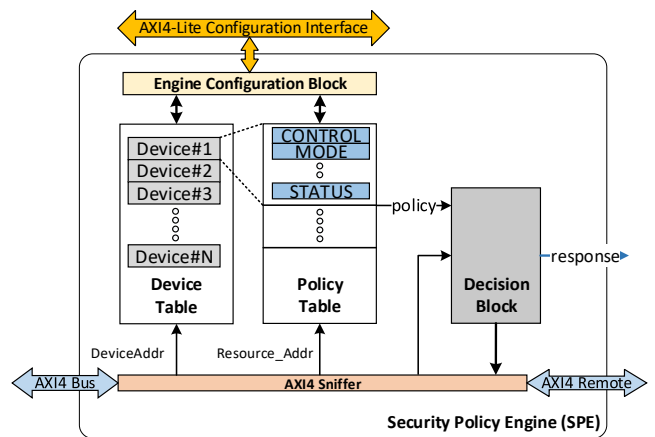 AXI4-Lite Configuration Interface
Engine Configuration Block
Device#1
Device#2
Device#3
Device#N
Device
Table
CONTROL
MODE
STATUS
Policy
Table
policy
Decision
Block
response
DeviceAddr
Resource_Addr
AXI4 Bus
AXI4 Sniffer
AXI4 Remote
Security Policy Engine (SPE)